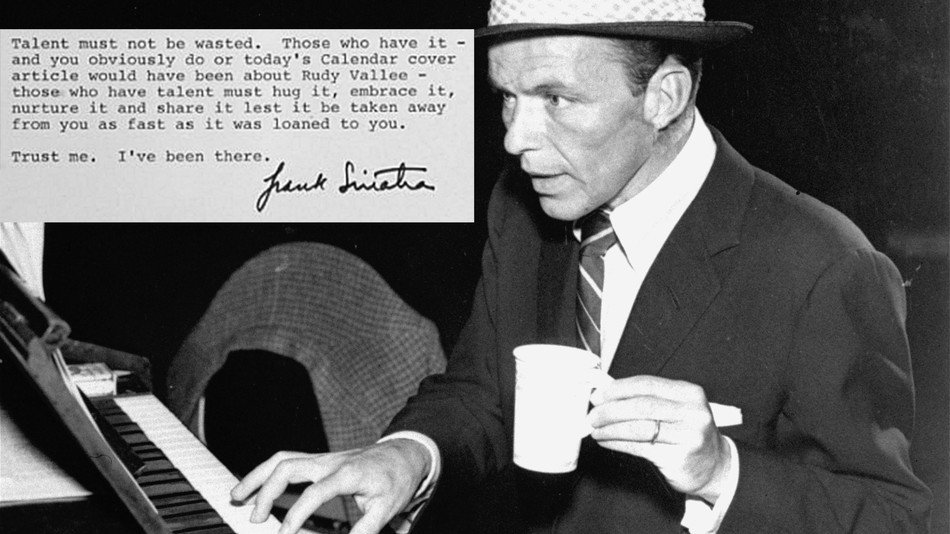 Talent must not be wasted.  Those who have it -
and you obviously do or today's Calendar cover
article would have been about Rudy Vallee -
those who have talent must hug it, embrace it,
nurture it and share it lest it be taken away
from you as fast as it was loaned to you.
Trust me.  I've been there.
Frank Sinatra